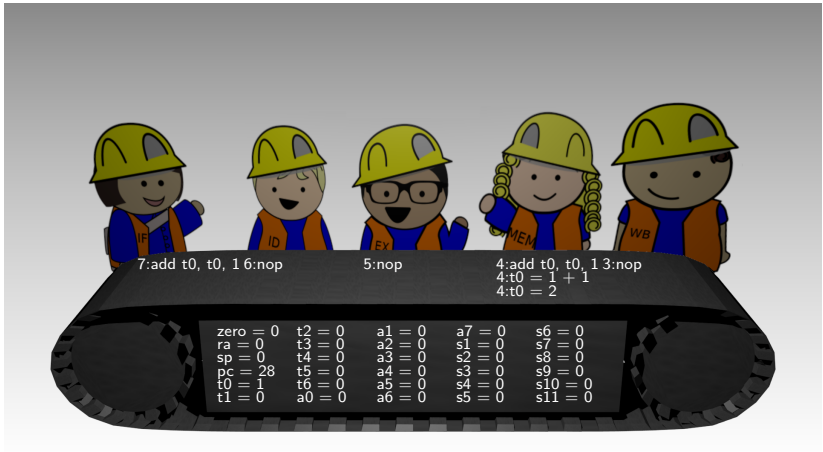 IF
ID
EX
MEM
WB
7:add t0, t0, 1 6:nop 5:nop 4:add t0, t0, 1 3:nop
4:t0 = 1 + 1
4:t0 = 2
zero = 0 t2 = 0 a1 = 0 a7 = 0 s6 = 0
ra = 0 t3 = 0 a2 = 0 s1 = 0 s7 = 0
sp = 0 t4 = 0 a3 = 0 s2 = 0 s8 = 0
pc = 28 t5 = 0 a4 = 0 s3 = 0 s9 = 0
t0 = 1 t6 = 0 a5 = 0 s4 = 0 s10 = 0
t1 = 0 a0 = 0 a6 = 0 s5 = 0 s11 = 0